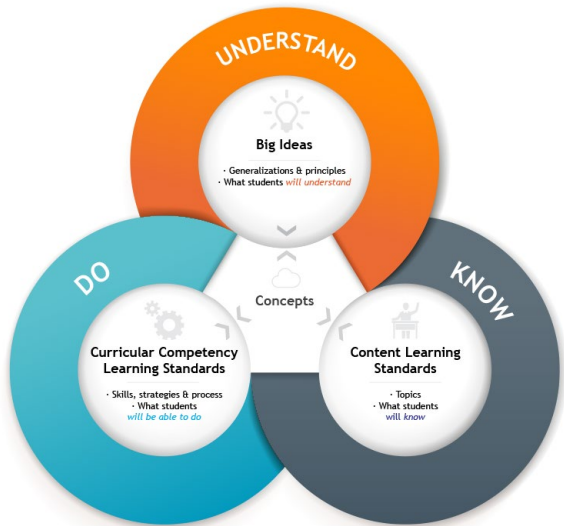 UNDERSTAND
Big Ideas
· Generalizations & principles
· What students will understand
Concepts
DO
Curricular Competency
Learning Standards
· Skills, strategies & process
· What students
will be able to do
KNOW
Content Learning
Standards
· Topics
· What students
will know